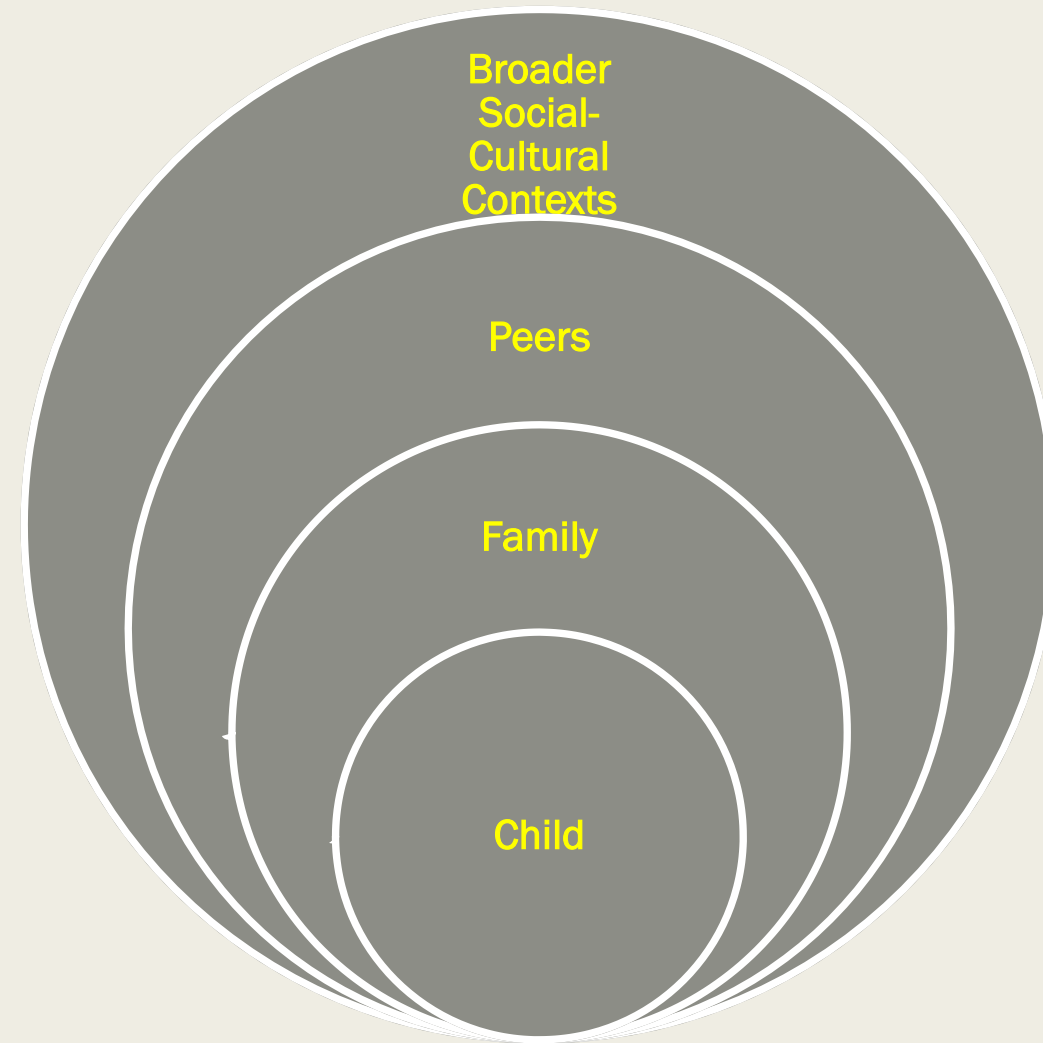 Broader
Social-
Cultural
Contexts
Peers
Family
Child